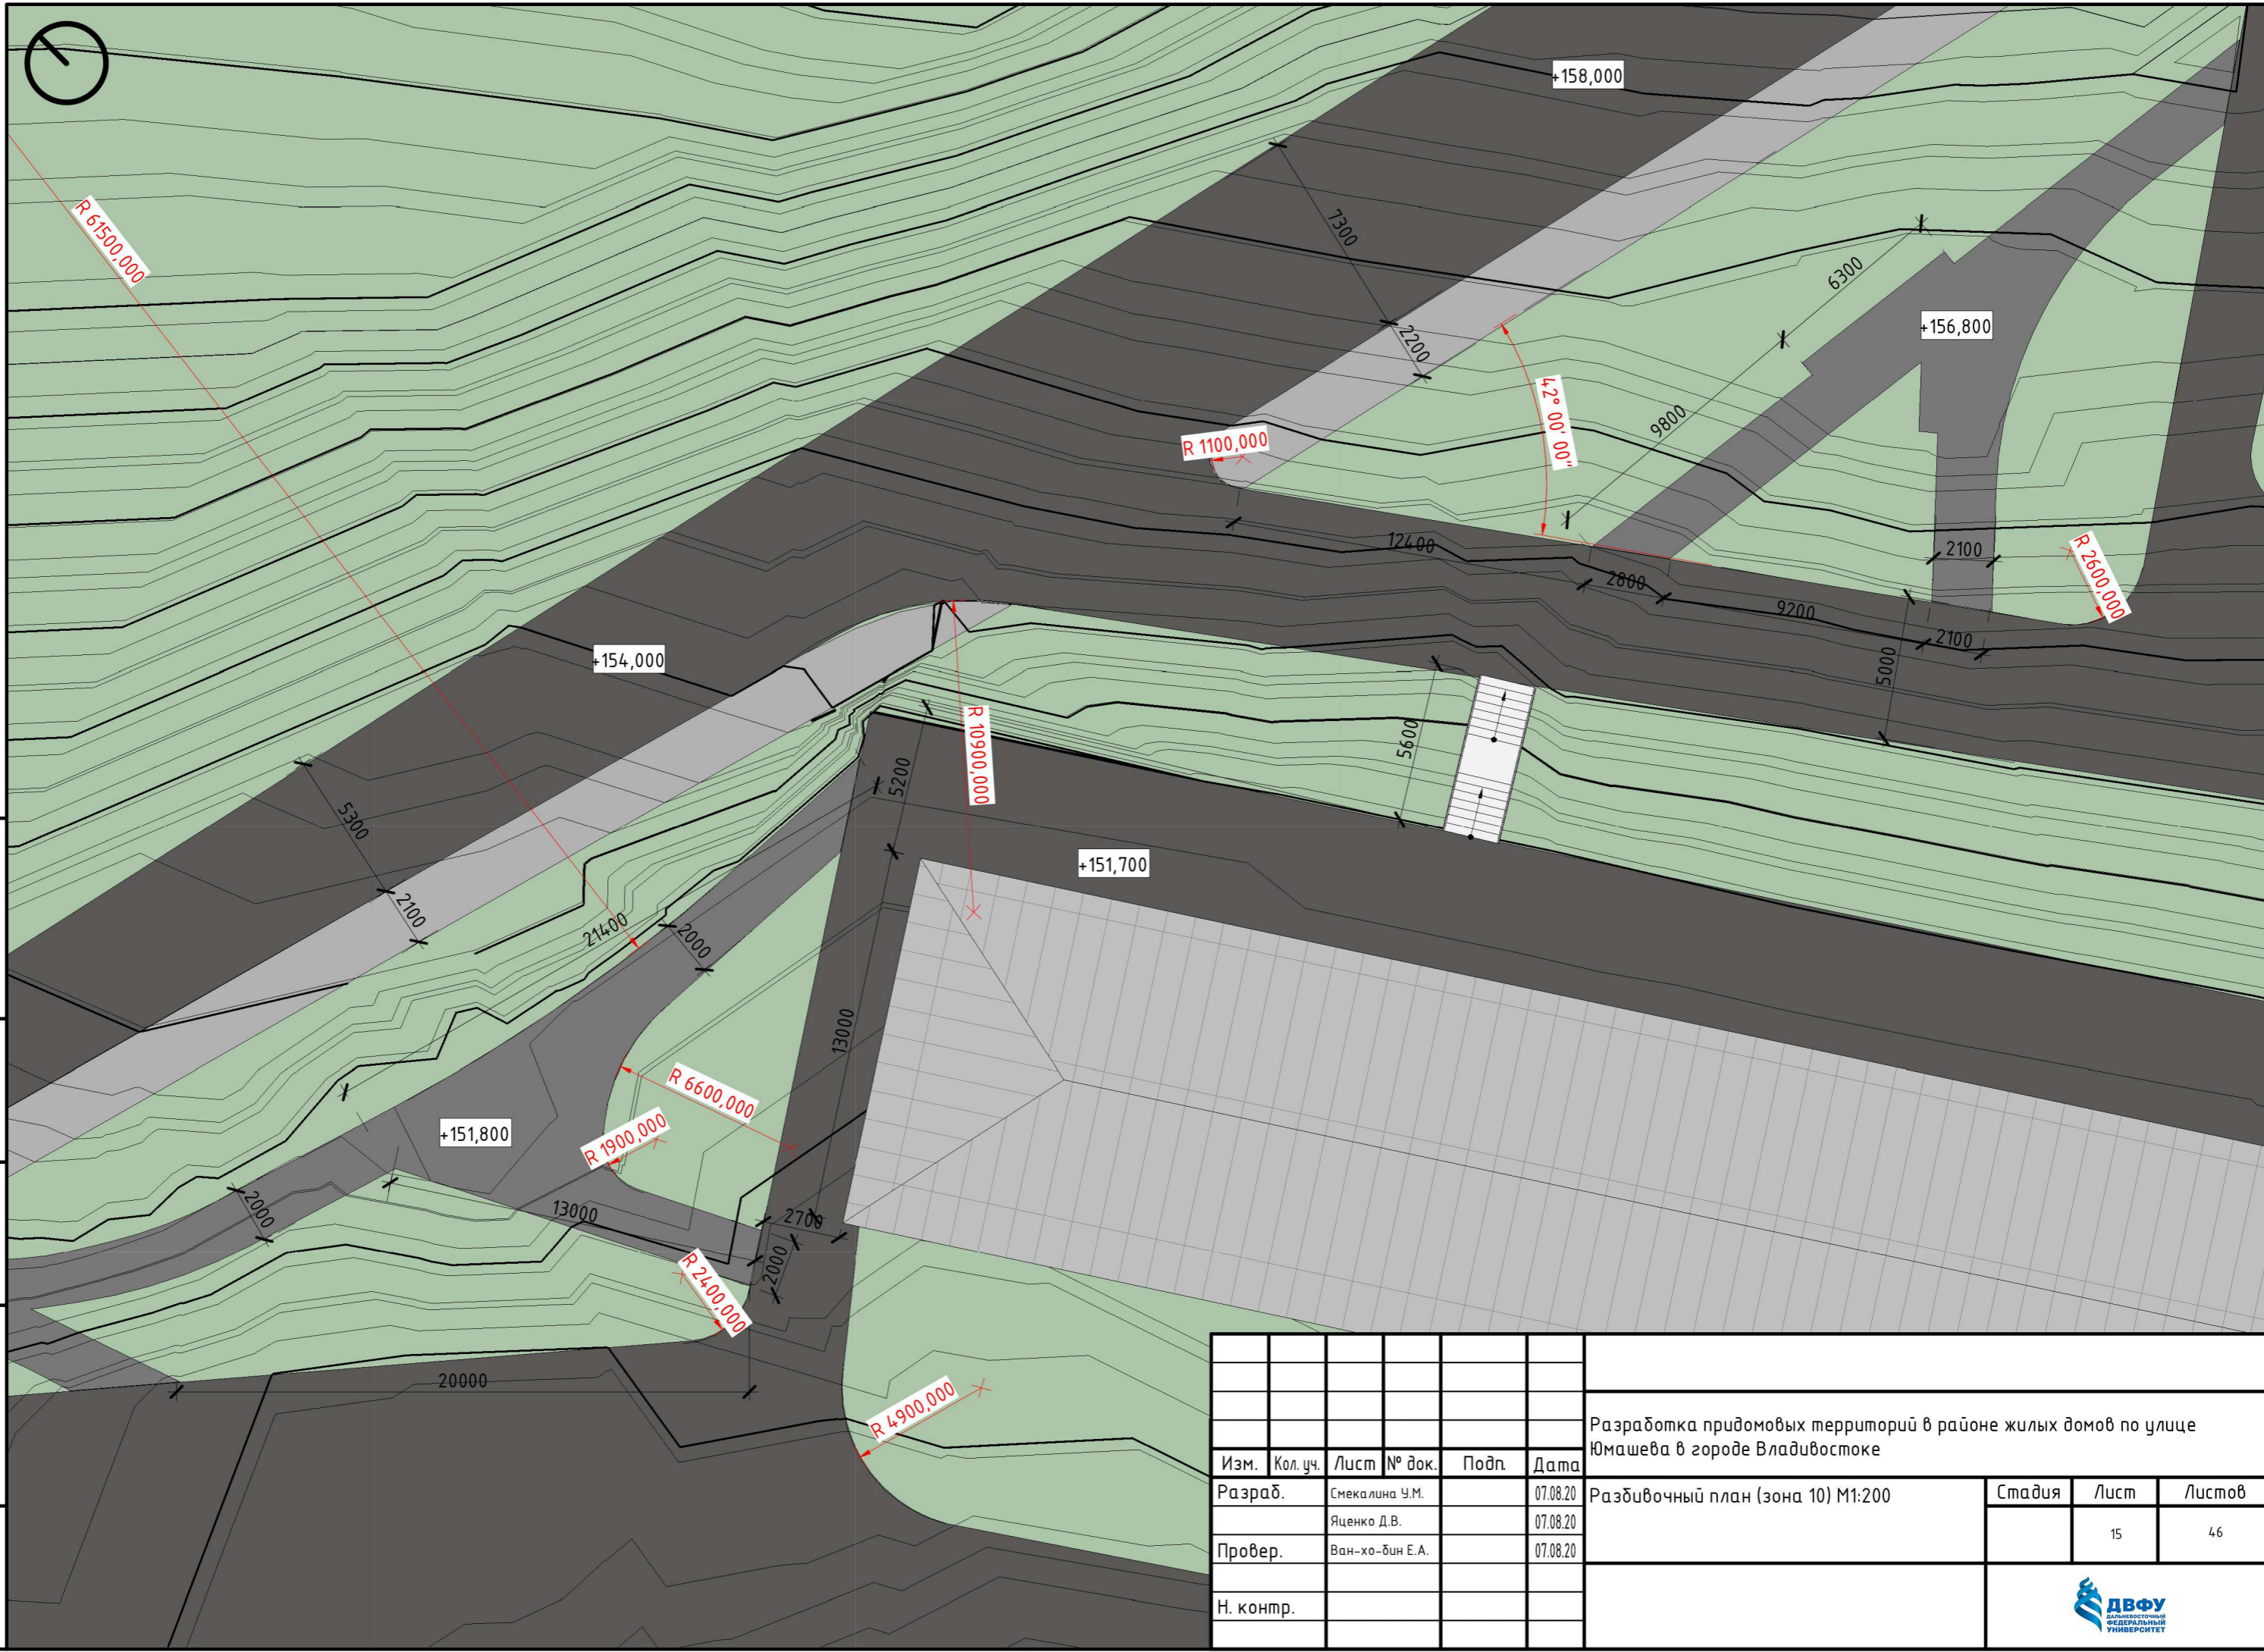 +158,000
R 61500,000
7300
6300
+156,800
2200
42° 00' 00"
9800
R 1100,000
12400
2100
R 2600,000
2800
9200
2100
5000
+154,000
R 10900,000
5600
5200
5300
+151,700
2100
21400
2000
13000
R 6600,000
+151,800
R 1900,000
2000
13000
2700
2000
R 2400,000
20000
R 4900,000
Разработка придомовых территорий в районе жилых домов по улице
Юмашева в городе Владивостоке
Изм. Кол. уч. Лист № док. Подп. Дата
Разраб. Смекалина У.М. 07.08.20
Яценко Д.В. 07.08.20
Провер. Ван-хо-бин Е.А. 07.08.20
Н. контр.
Разбивочный план (зона 10) М1:200
Стадия Лист Листов
15 46
ДВФУ
ДАЛЬНЕВОСТОЧНЫЙ
ФЕДЕРАЛЬНЫЙ
УНИВЕРСИТЕТ